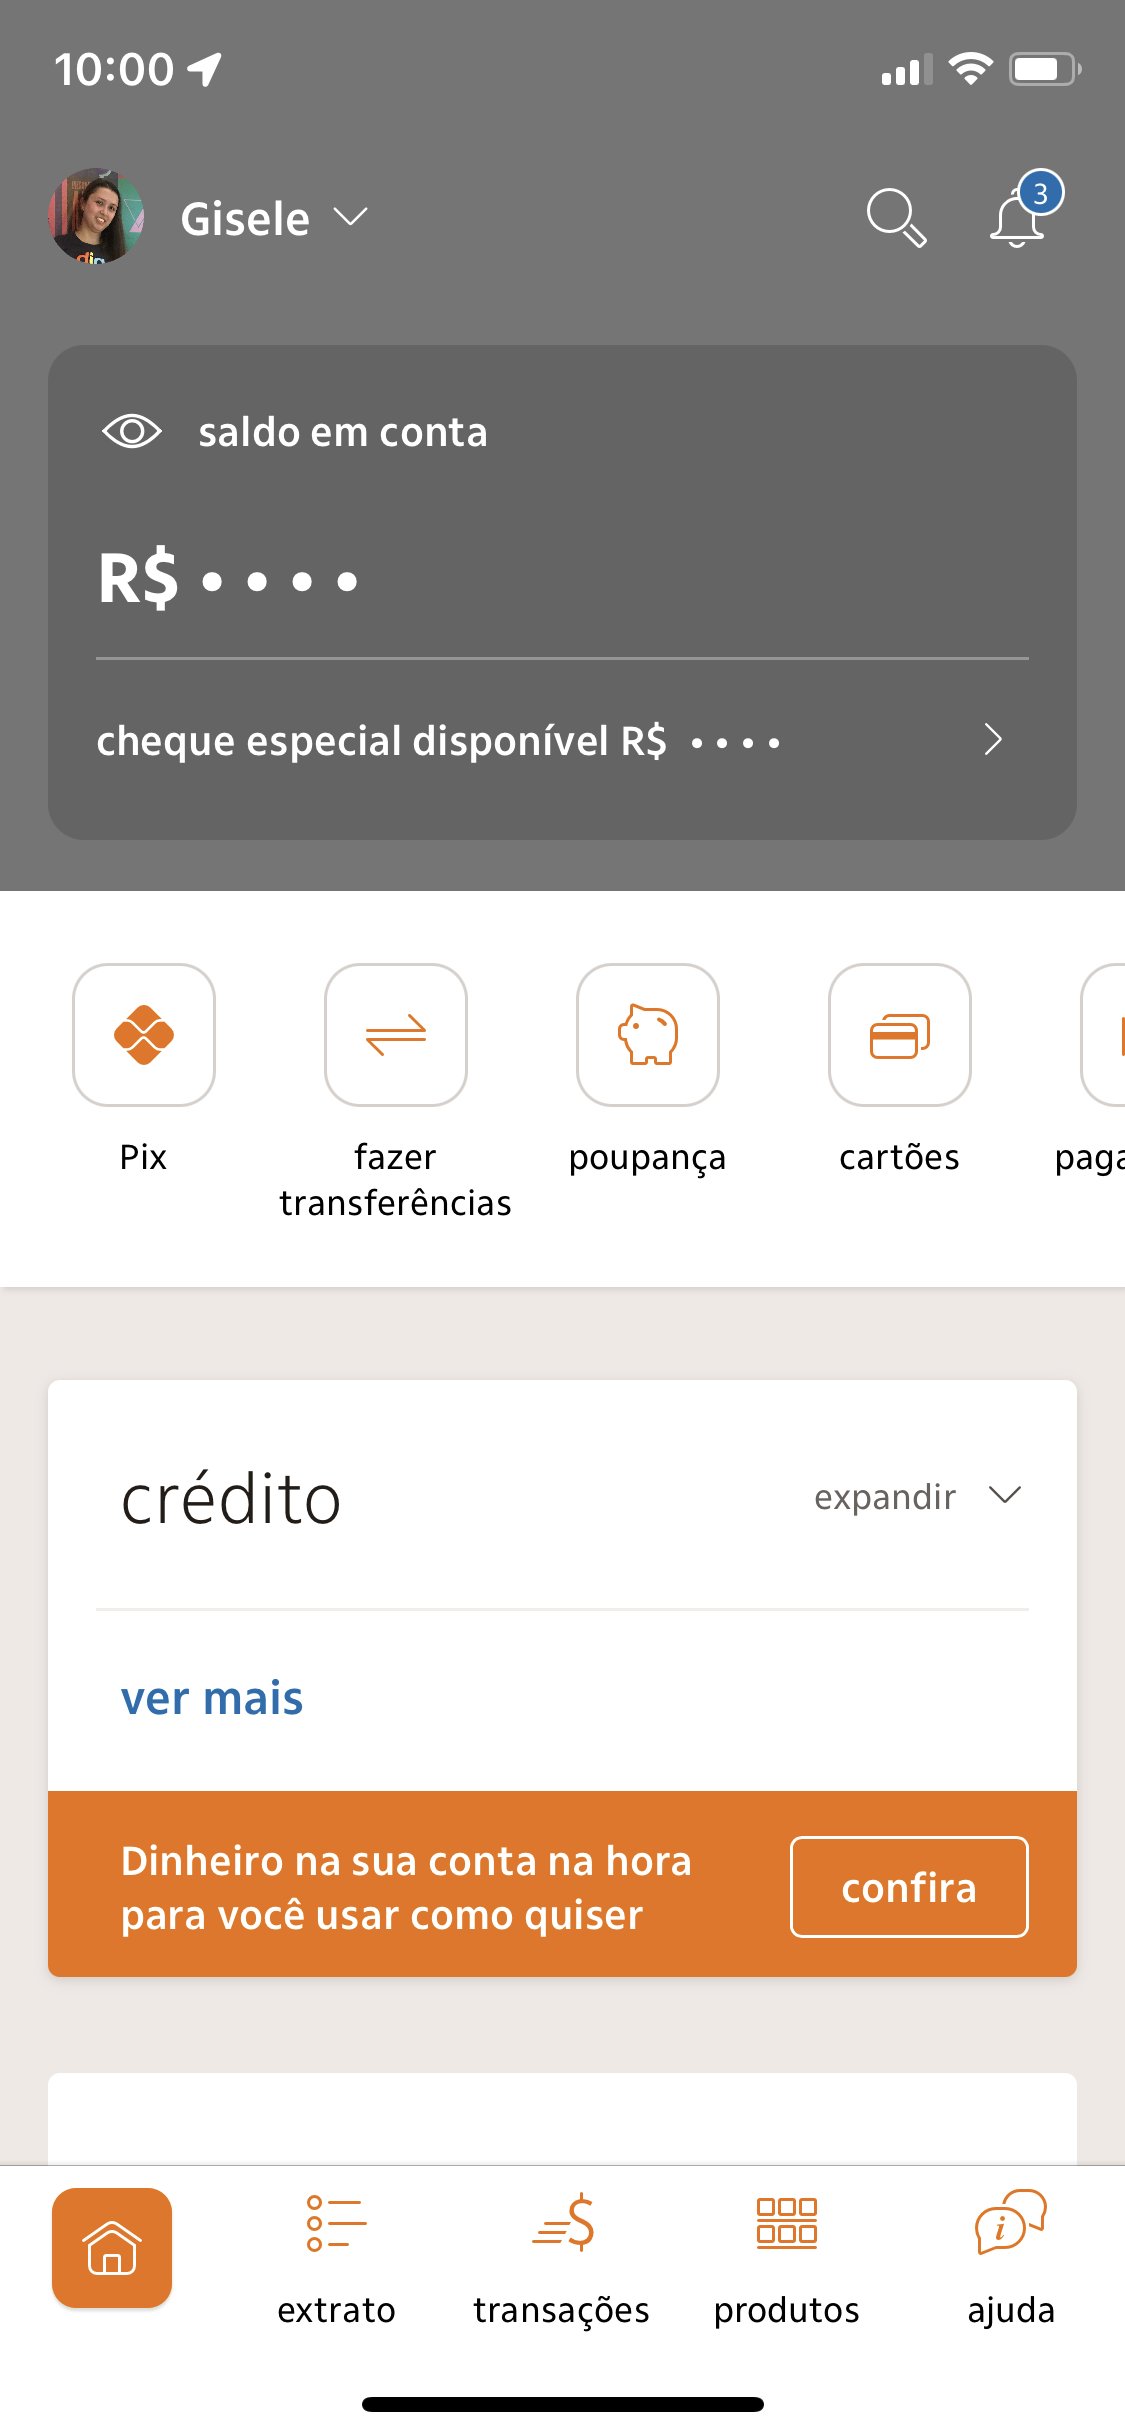 10:00
Gisele
3
saldo em conta
R$ ••••
cheque especial disponível R$ ••••
Pix
fazer
transferências
poupança
cartões
paga
crédito
expandir
ver mais
Dinheiro na sua conta na hora
para você usar como quiser
confira
extrato
transações
produtos
ajuda